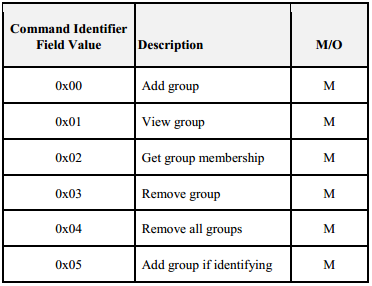 Command Identifier
Field Value Description M/O
0x00 Add group M
0x01 View group M
0x02 Get group membership M
0x03 Remove group M
0x04 Remove all groups M
0x05 Add group if identifying M